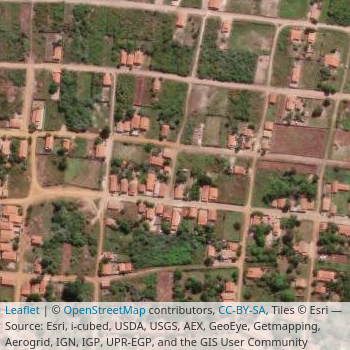 Leaflet | © OpenStreetMap contributors, CC-BY-SA, Tiles © Esri —
Source: Esri, i-cubed, USDA, USGS, AEX, GeoEye, Getmapping,
Aerogrid, IGN, IGP, UPR-EGP, and the GIS User Community